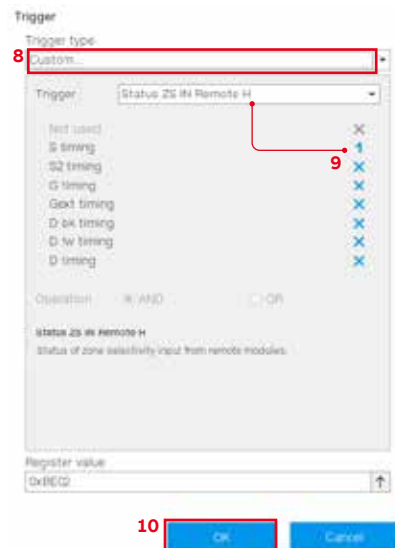 Trigger
Trigger type
8 Custom...
Trigger Status ZS IN Remote H
Not used
S timing 1
9
S2 timing
G timing
Gext timing
D bk timing
D fw timing
D timing
Operation AND OR
Status ZS IN Remote H
Status of zone selectivity input from remote modules.
Register value
0x8E02
10 OK Cancel